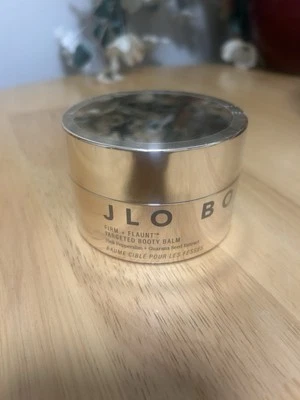 JLO BO
FIRM + FLAUNT™
TARGETED BOOTY BALM
BAUME CIBLÉ POUR LES FESSES